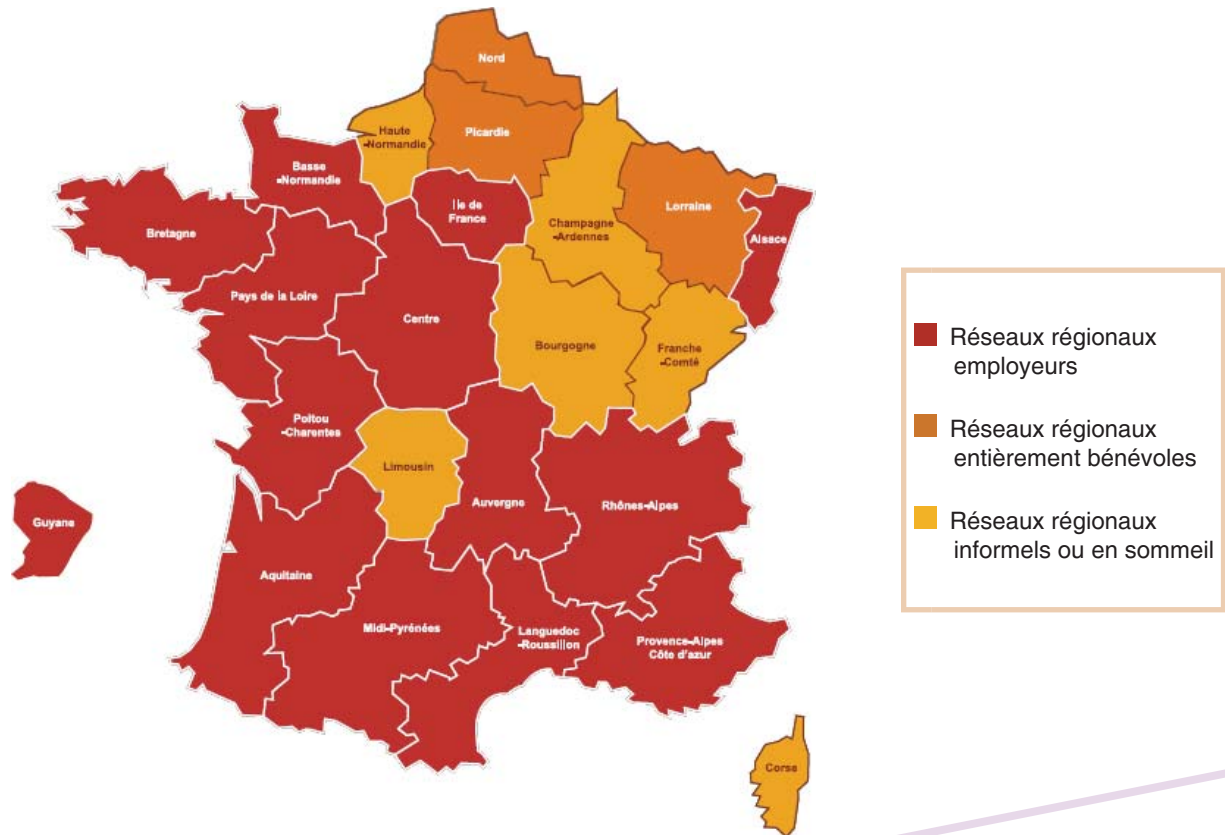 Nord
Haute
-Normandie
Picardie
Basse
-Normandie
Ile de
France
Champagne
-Ardennes
Lorraine
Alsace
Bretagne
Pays de la Loire
Centre
Bourgogne
Franche
-Comté
Poitou
-Charentes
Limousin
Auvergne
Rhônes-Alpes
Guyane
Aquitaine
Midi-Pyrénées
Languedoc
-Roussillon
Provence-Alpes
Côte d'azur
Corse
Réseaux régionaux
employeurs
Réseaux régionaux
entièrement bénévoles
Réseaux régionaux
informels ou en sommeil